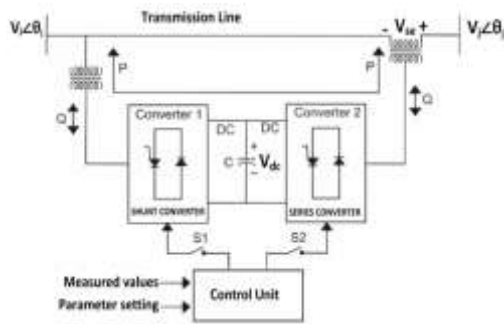 Transmission Line
Vᵢ∠θᵢ
- Vse +
Vⱼ∠θⱼ
P
P
Q
Q
Converter 1
DC
DC
Converter 2
C
+
Vdc
-
SHUNT CONVERTER
SERIES CONVERTER
S1
S2
Measured values
Parameter setting
Control Unit